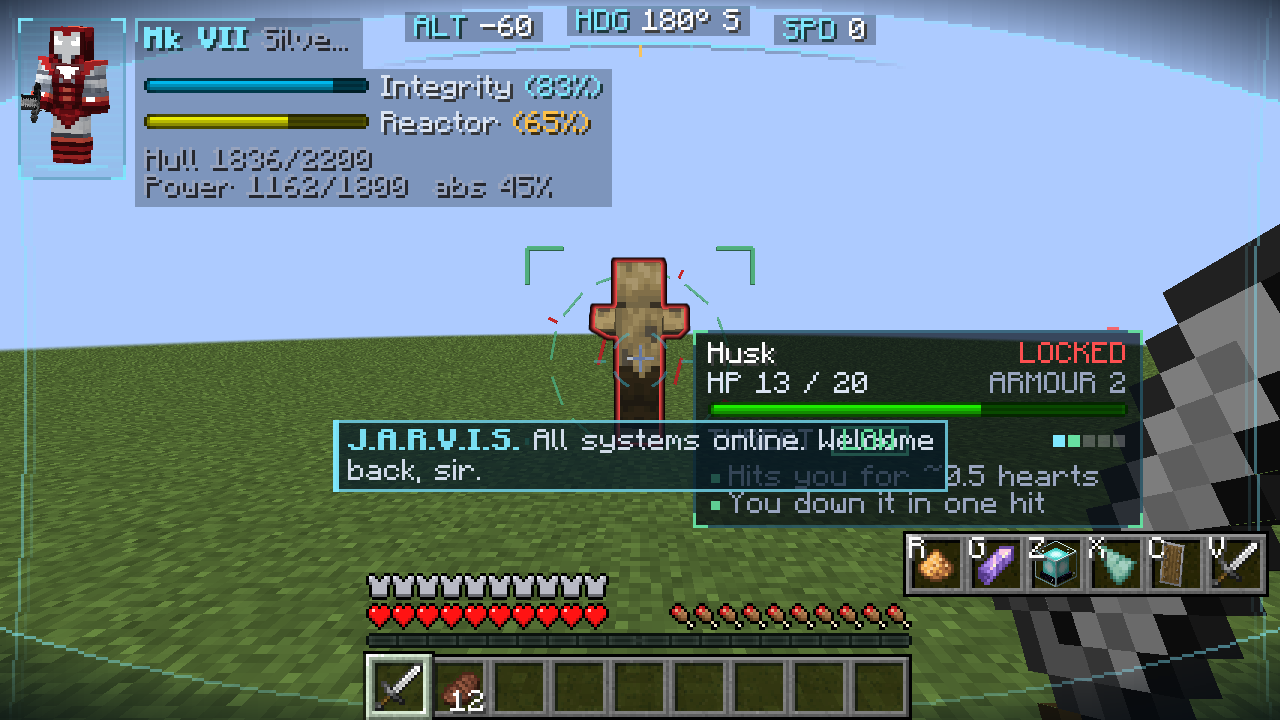 ALT -60
HDG 180° S
SPD 0
Mk VII Silve...
Integrity (83%)
Reactor (65%)
Hull 1836/2200
Power 1162/1800 abs 45%
Husk LOCKED
HP 13 / 20 ARMOUR 2
J.A.R.V.I.S. All systems online. Welcome
back, sir.
THREAT LOW
Hits you for ~0.5 hearts
You down it in one hit
R G Z X C V
12